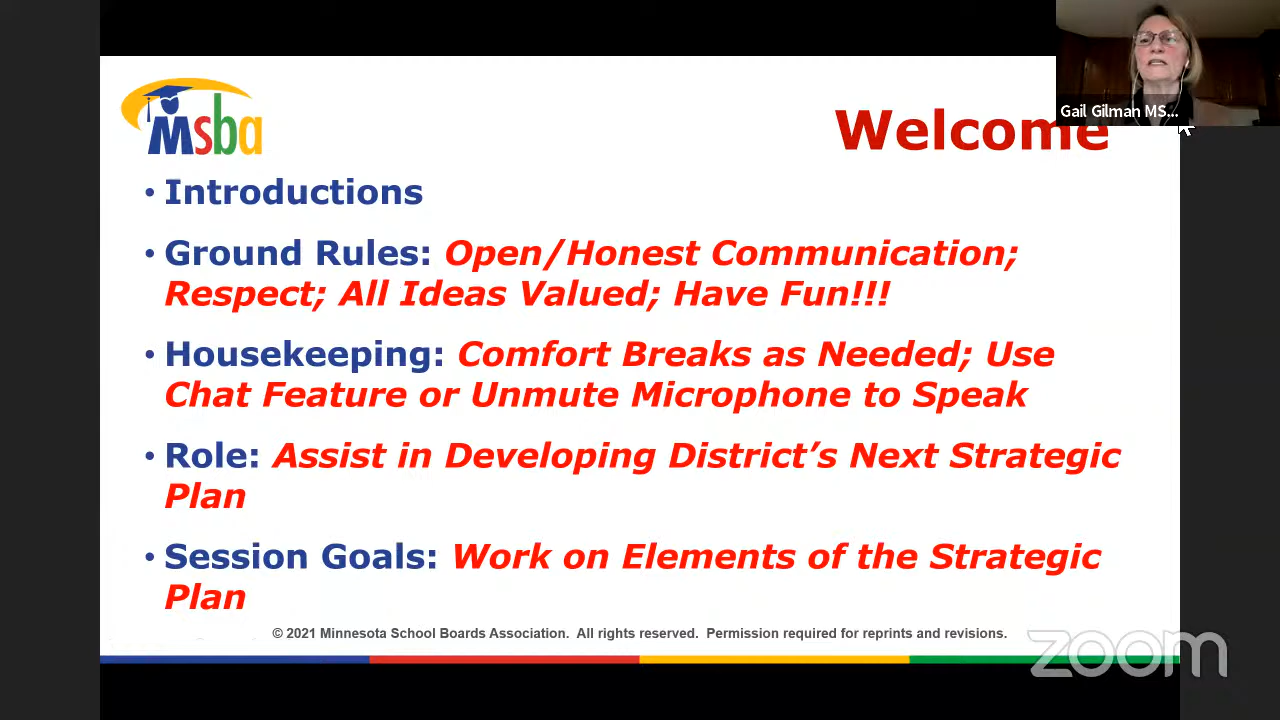 Gail Gilman MS...
Msba
Welcome
• Introductions
• Ground Rules: Open/Honest Communication;
Respect; All Ideas Valued; Have Fun!!!
• Housekeeping: Comfort Breaks as Needed; Use
Chat Feature or Unmute Microphone to Speak
• Role: Assist in Developing District’s Next Strategic
Plan
• Session Goals: Work on Elements of the Strategic
Plan
© 2021 Minnesota School Boards Association. All rights reserved. Permission required for reprints and revisions.
zoom